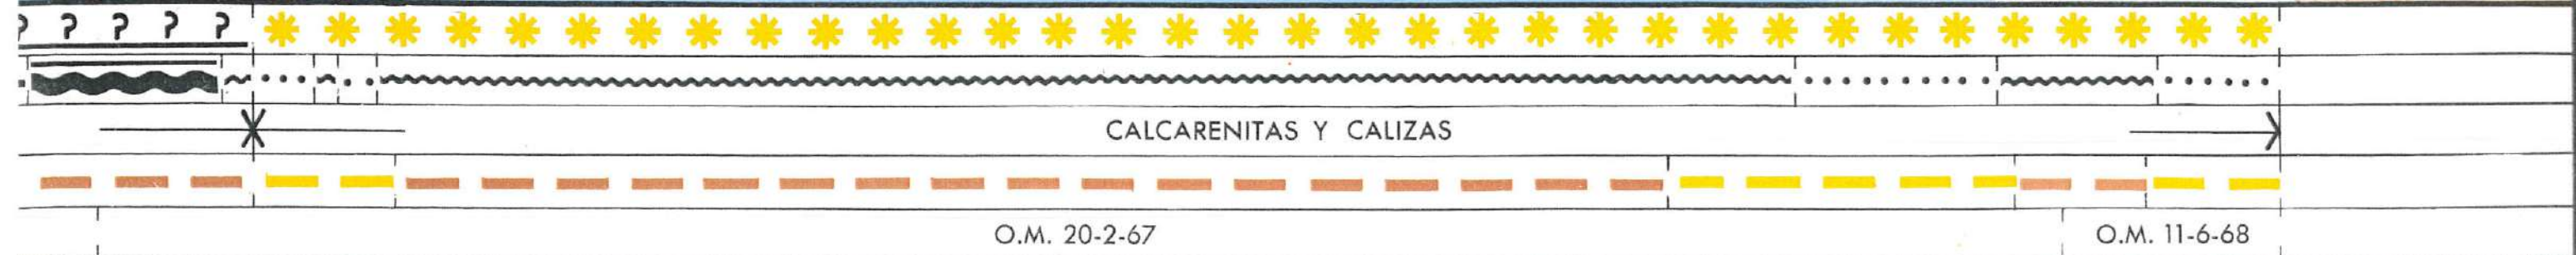 ? ? ? ? ?
CALCARENITAS Y CALIZAS
O.M. 20-2-67
O.M. 11-6-68